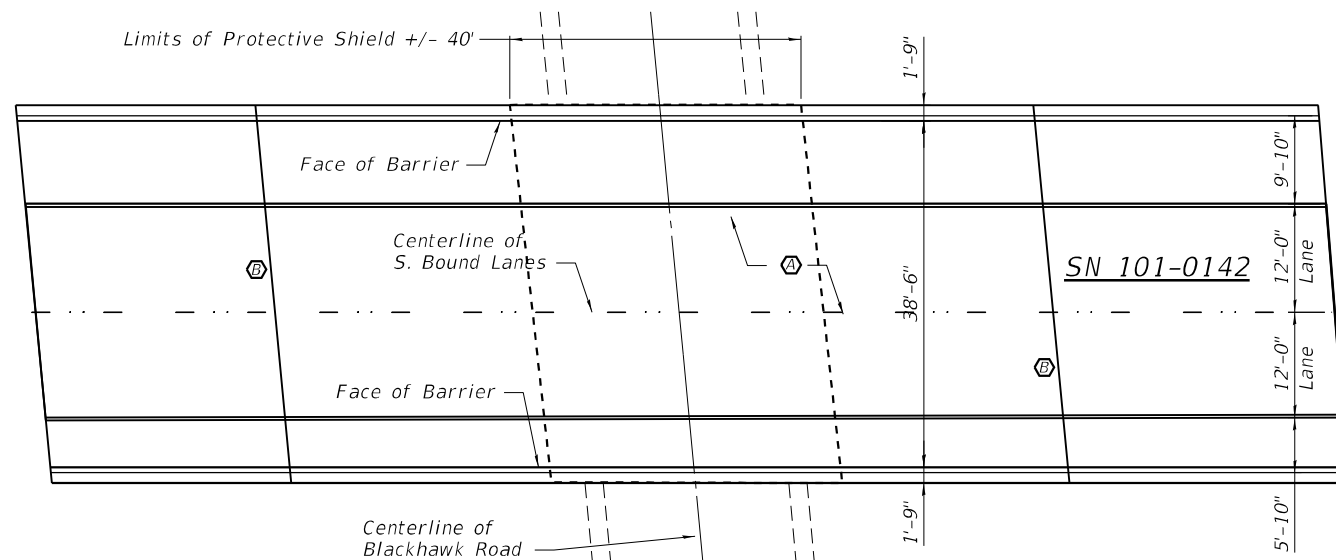 Limits of Protective Shield +/- 40'
1'-9"
Face of Barrier
9'-10"
Centerline of
S. Bound Lanes
B
A
SN 101-0142
12'-0"
Lane
38'-6"
12'-0"
Lane
B
Face of Barrier
Centerline of
Blackhawk Road
1'-9"
5'-10"